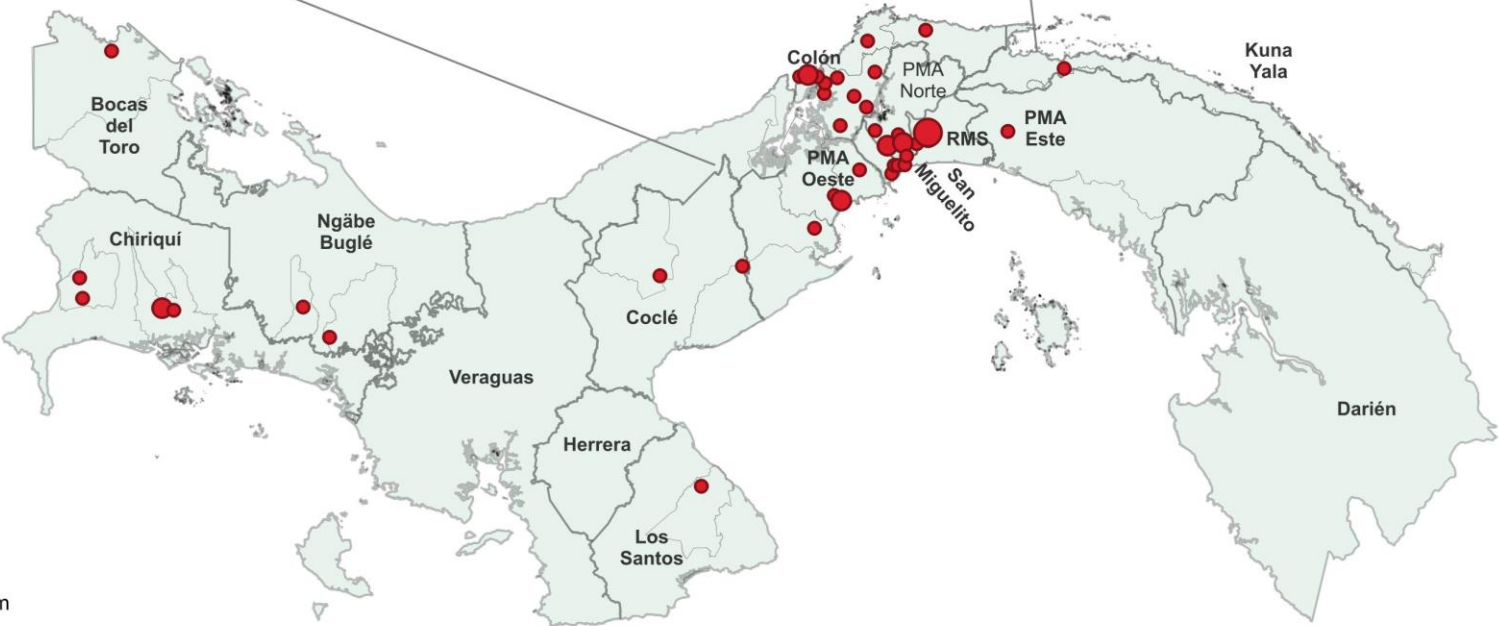 Colón
Kuna
Yala
PMA
Norte
Bocas
del
Toro
PMA
Este
RMS
PMA
Oeste
San
Miguelito
Ngäbe
Buglé
Chiriquí
Coclé
Veraguas
Darién
Herrera
Los
Santos